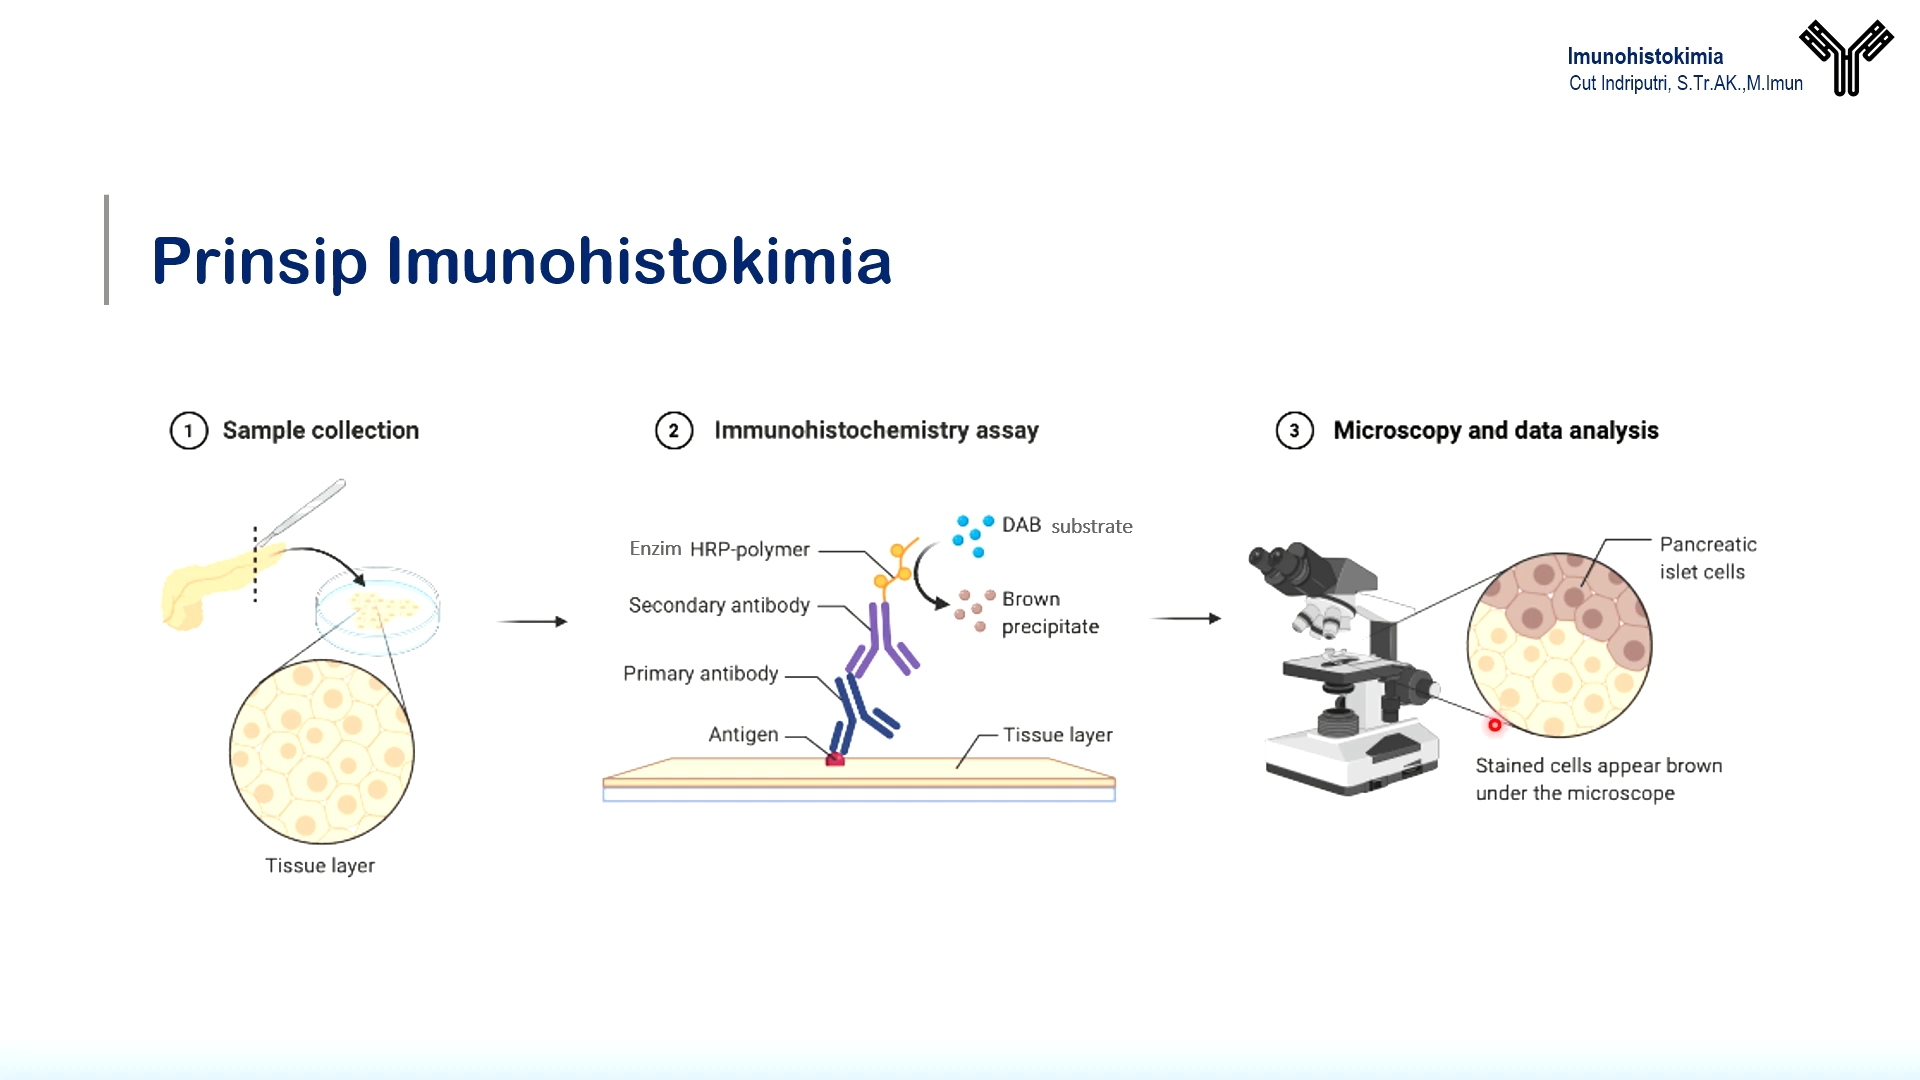 Imunohistokimia
Cut Indriputri, S.Tr.AK.,M.Imun
Prinsip Imunohistokimia
1 Sample collection
Tissue layer
2 Immunohistochemistry assay
DAB substrate
Enzim HRP-polymer
Brown
precipitate
Secondary antibody
Primary antibody
Antigen
Tissue layer
3 Microscopy and data analysis
Pancreatic
islet cells
Stained cells appear brown
under the microscope